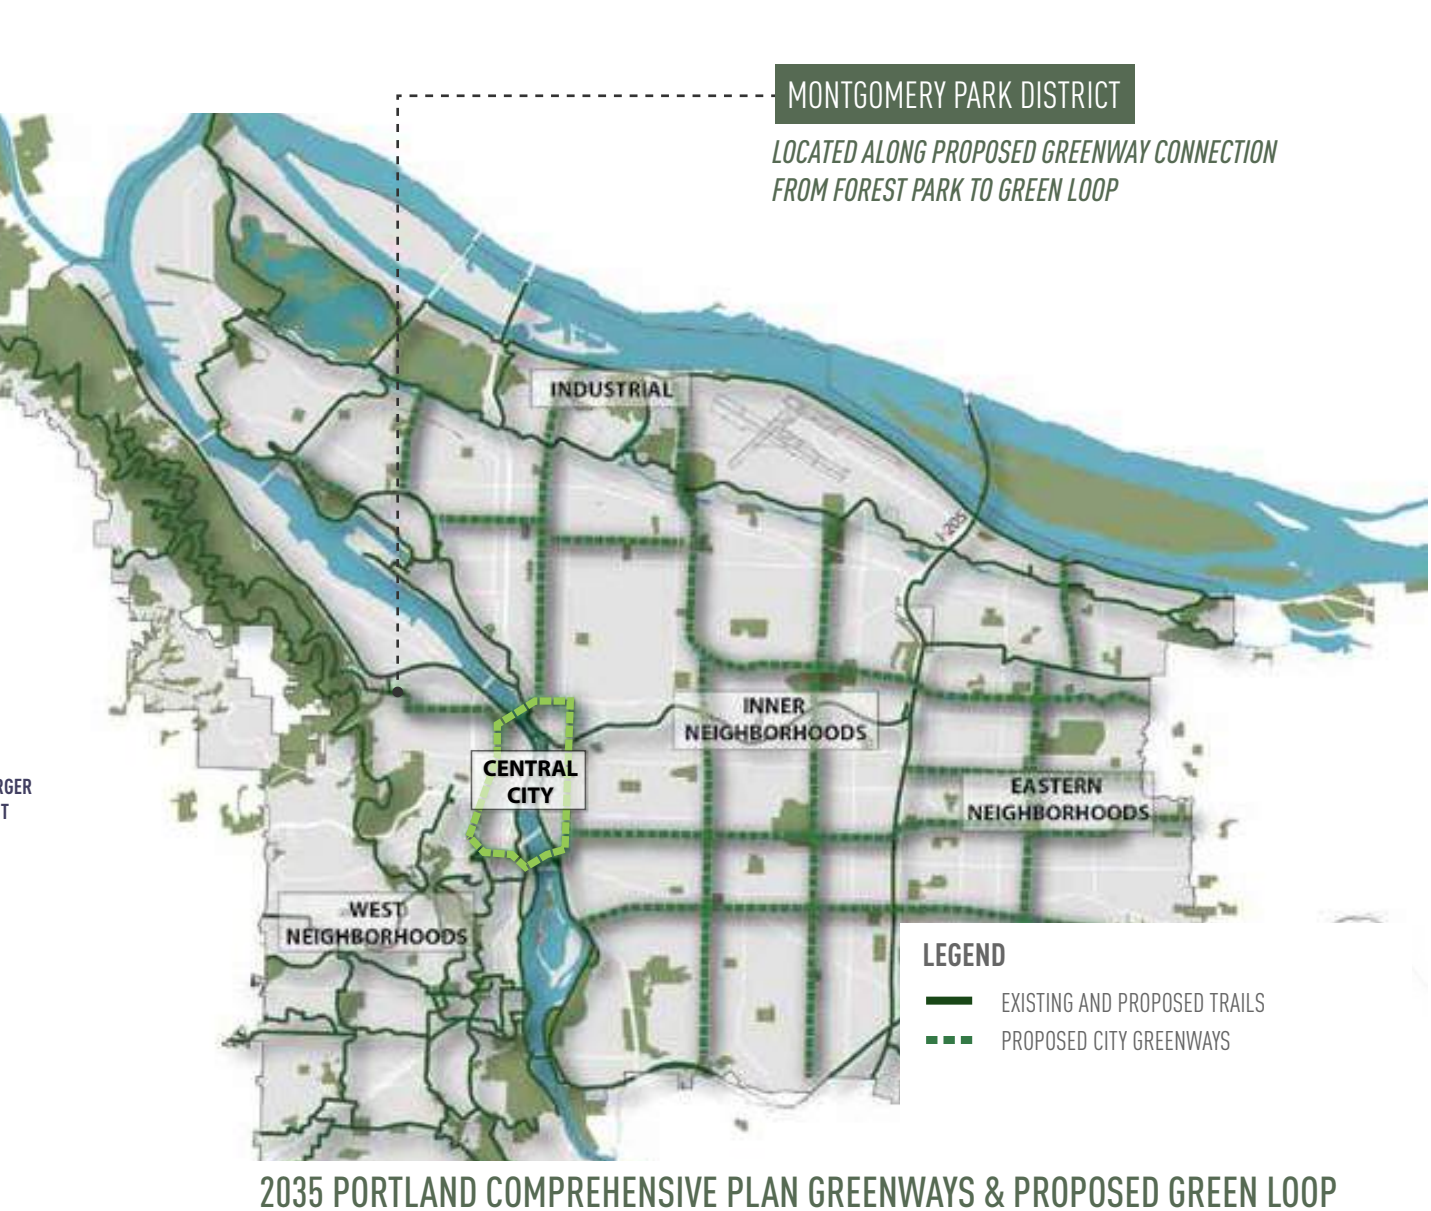 MONTGOMERY PARK DISTRICT
LOCATED ALONG PROPOSED GREENWAY CONNECTION
FROM FOREST PARK TO GREEN LOOP
INDUSTRIAL
I-205
INNER
NEIGHBORHOODS
CENTRAL
CITY
EASTERN
NEIGHBORHOODS
RGER
T
WEST
NEIGHBORHOODS
LEGEND
EXISTING AND PROPOSED TRAILS
PROPOSED CITY GREENWAYS
2035 PORTLAND COMPREHENSIVE PLAN GREENWAYS & PROPOSED GREEN LOOP